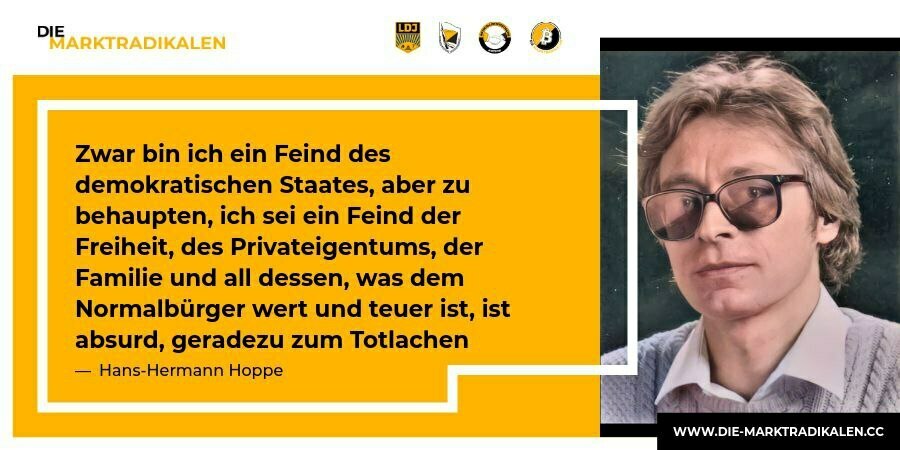 DIE
MARKTRADIKALEN
LDJ
Zwar bin ich ein Feind des
demokratischen Staates, aber zu
behaupten, ich sei ein Feind der
Freiheit, des Privateigentums, der
Familie und all dessen, was dem
Normalbürger wert und teuer ist, ist
absurd, geradezu zum Totlachen
— Hans-Hermann Hoppe
WWW.DIE-MARKTRADIKALEN.CC